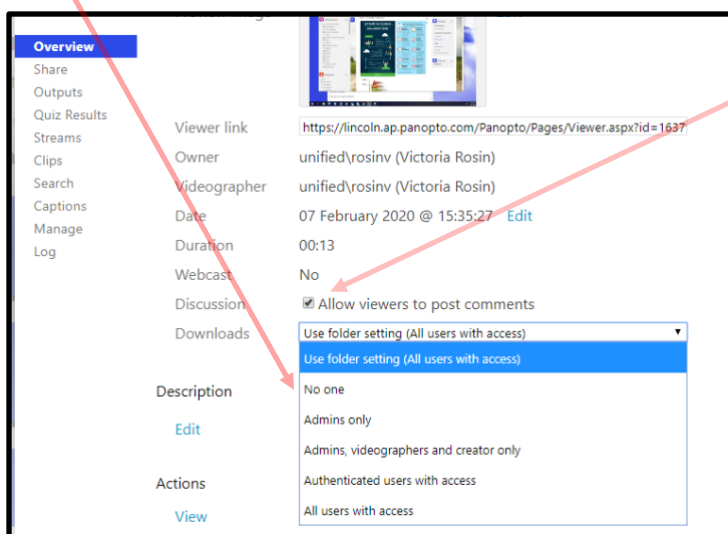 Overview
Share
Outputs
Quiz Results
Streams
Clips
Search
Captions
Manage
Log
Viewer link https://lincoln.ap.panopto.com/Panopto/Pages/Viewer.aspx?id=1637
Owner unified\rosinv (Victoria Rosin)
Videographer unified\rosinv (Victoria Rosin)
Date 07 February 2020 @ 15:35:27 Edit
Duration 00:13
Webcast No
Discussion Allow viewers to post comments
Downloads Use folder setting (All users with access)
Use folder setting (All users with access)
No one
Admins only
Admins, videographers and creator only
Authenticated users with access
All users with access
Description
Edit
Actions
View